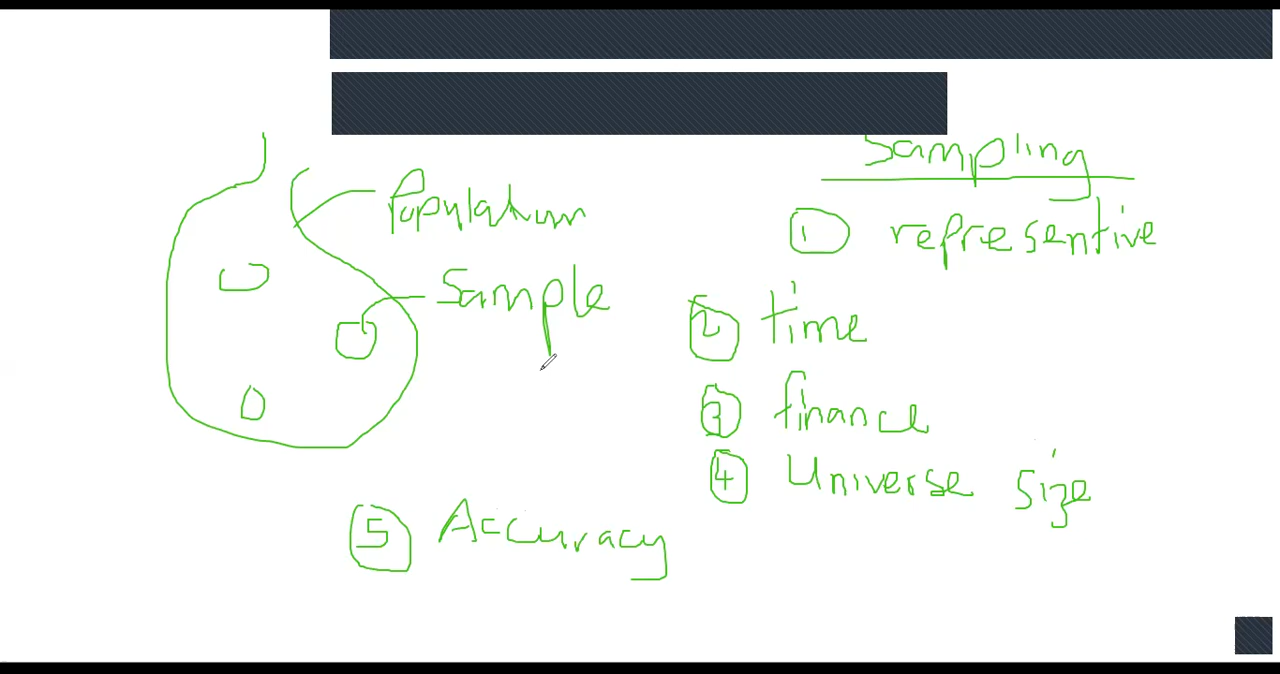 Sampling
Population
① representive
Sample
② time
③ finance
④ Universe size
⑤ Accuracy